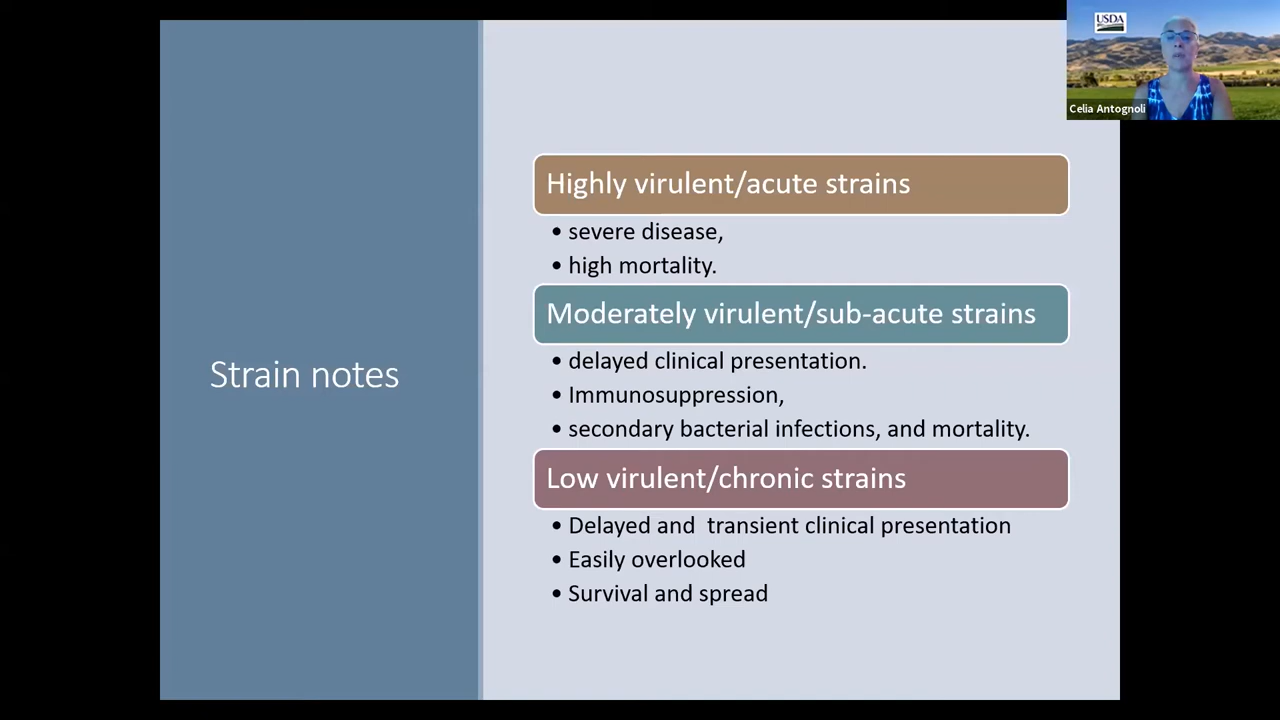 USDA
Celia Antognoli
Strain notes
Highly virulent/acute strains
• severe disease,
• high mortality.
Moderately virulent/sub-acute strains
• delayed clinical presentation.
• Immunosuppression,
• secondary bacterial infections, and mortality.
Low virulent/chronic strains
• Delayed and  transient clinical presentation
• Easily overlooked
• Survival and spread